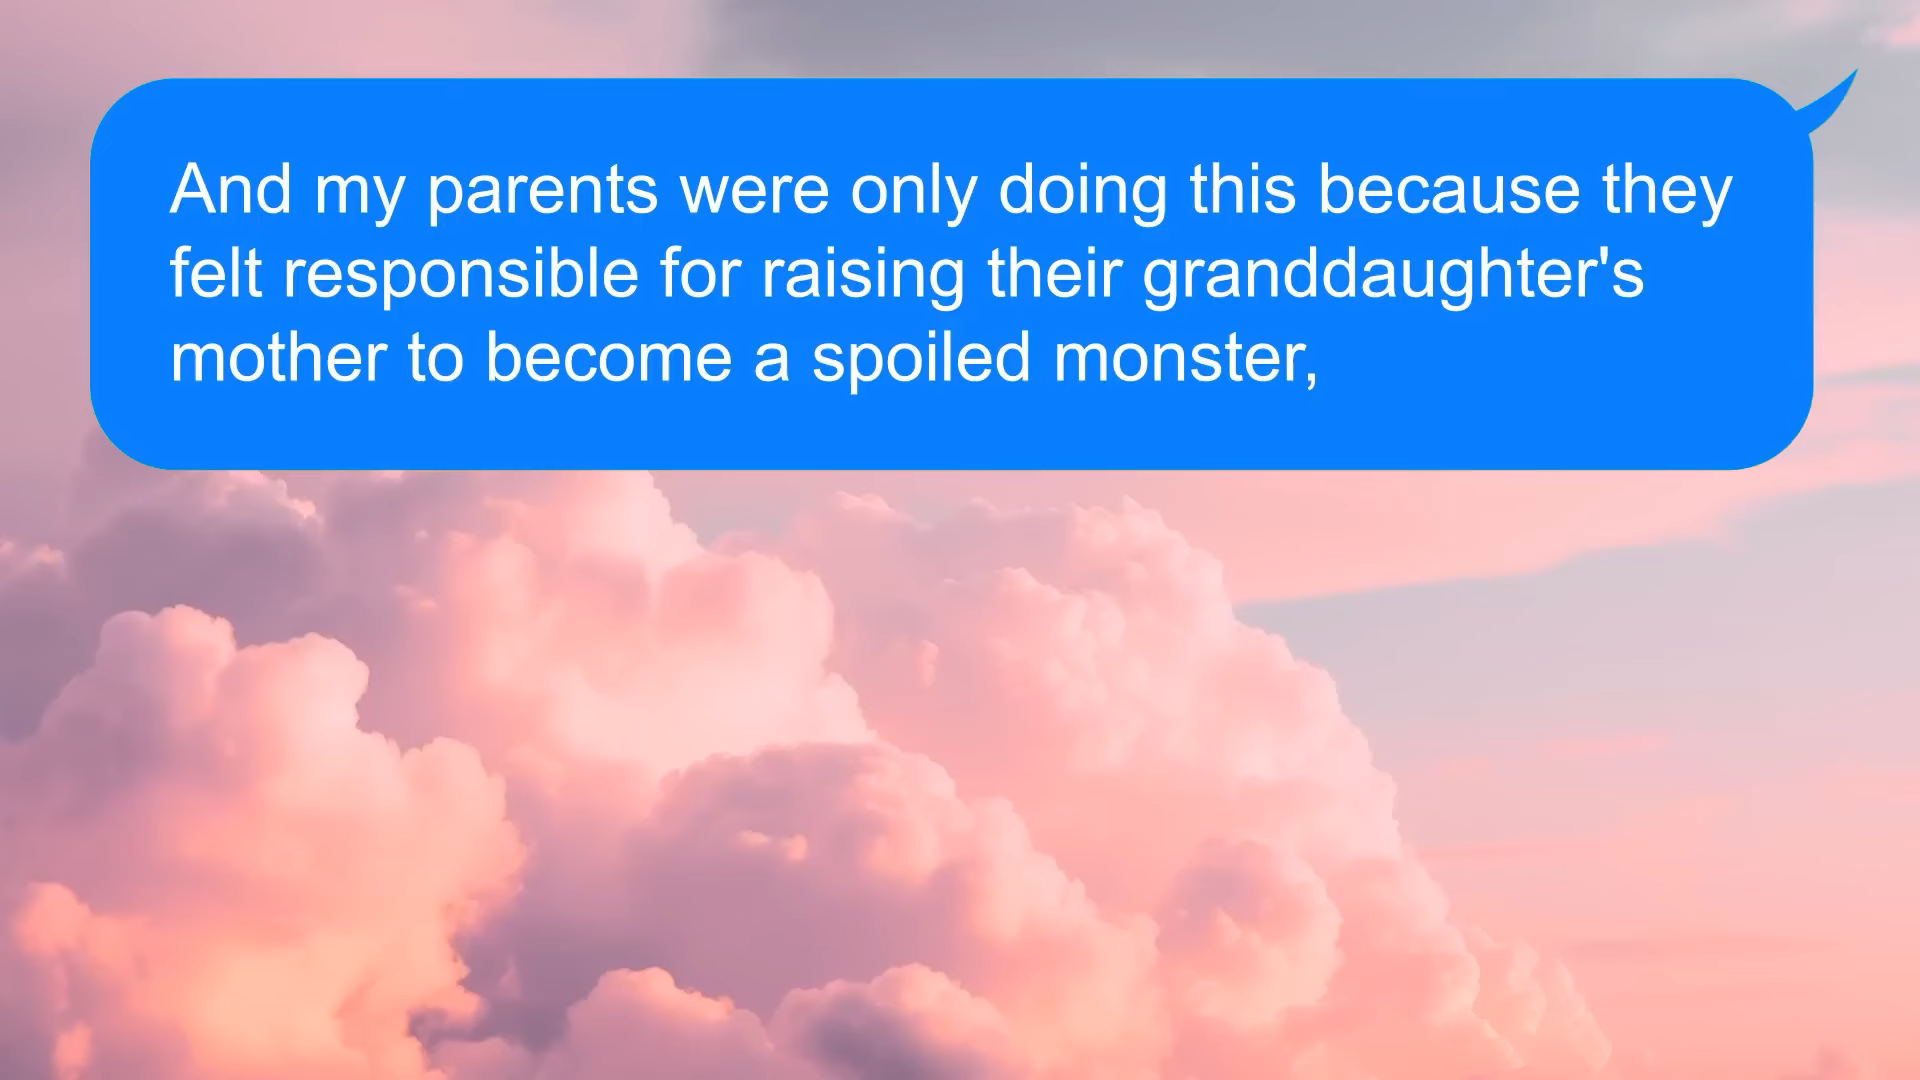 And my parents were only doing this because they
felt responsible for raising their granddaughter's
mother to become a spoiled monster,